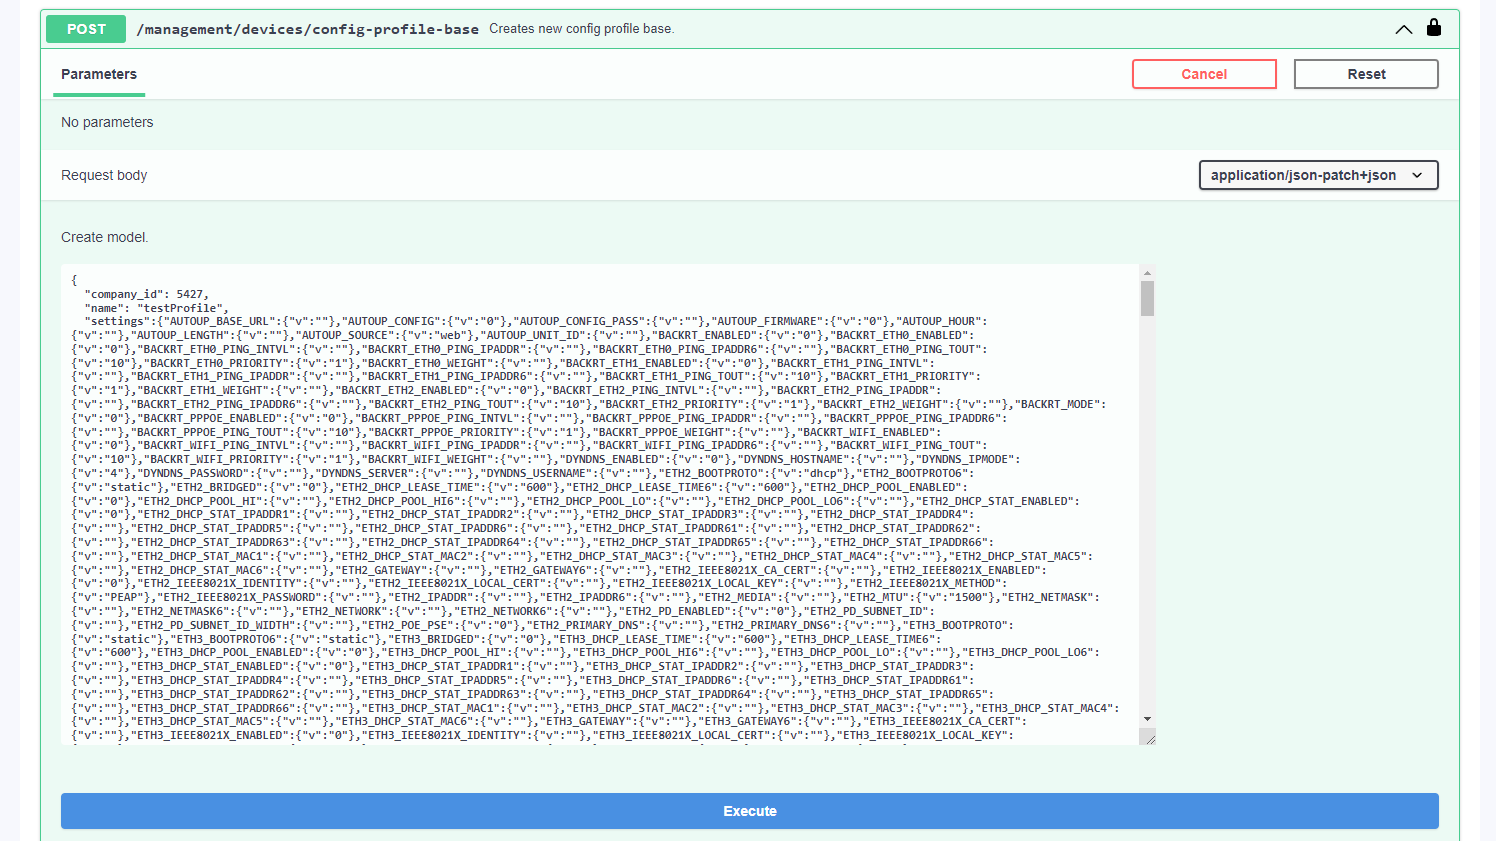 POST /management/devices/config-profile-base Creates new config profile base.
Parameters Cancel Reset
No parameters
Request body application/json-patch+json
Create model.
{
"company_id": 5427,
"name": "testProfile",
"settings":{"AUTOUP_BASE_URL":{"v":""},"AUTOUP_CONFIG":{"v":"0"},"AUTOUP_CONFIG_PASS":{"v":""},"AUTOUP_FIRMWARE":{"v":"0"},"AUTOUP_HOUR":
{"v":""},"AUTOUP_LENGTH":{"v":""},"AUTOUP_SOURCE":{"v":"web"},"AUTOUP_UNIT_ID":{"v":""},"BACKRT_ENABLED":{"v":"0"},"BACKRT_ETH0_ENABLED":
{"v":"0"},"BACKRT_ETH0_PING_INTVL":{"v":""},"BACKRT_ETH0_PING_IPADDR":{"v":""},"BACKRT_ETH0_PING_IPADDR6":{"v":""},"BACKRT_ETH0_PING_TOUT":
{"v":"10"},"BACKRT_ETH0_PRIORITY":{"v":"1"},"BACKRT_ETH0_WEIGHT":{"v":""},"BACKRT_ETH1_ENABLED":{"v":"0"},"BACKRT_ETH1_PING_INTVL":
{"v":""},"BACKRT_ETH1_PING_IPADDR":{"v":""},"BACKRT_ETH1_PING_IPADDR6":{"v":""},"BACKRT_ETH1_PING_TOUT":{"v":"10"},"BACKRT_ETH1_PRIORITY":
{"v":"1"},"BACKRT_ETH1_WEIGHT":{"v":""},"BACKRT_ETH2_ENABLED":{"v":"0"},"BACKRT_ETH2_PING_INTVL":{"v":""},"BACKRT_ETH2_PING_IPADDR":
{"v":""},"BACKRT_ETH2_PING_IPADDR6":{"v":""},"BACKRT_ETH2_PING_TOUT":{"v":"10"},"BACKRT_ETH2_PRIORITY":{"v":"1"},"BACKRT_ETH2_WEIGHT":{"v":""},"BACKRT_MODE":
{"v":"0"},"BACKRT_PPPOE_ENABLED":{"v":"0"},"BACKRT_PPPOE_PING_INTVL":{"v":""},"BACKRT_PPPOE_PING_IPADDR":{"v":""},"BACKRT_PPPOE_PING_IPADDR6":
{"v":""},"BACKRT_PPPOE_PING_TOUT":{"v":"10"},"BACKRT_PPPOE_PRIORITY":{"v":"1"},"BACKRT_PPPOE_WEIGHT":{"v":""},"BACKRT_WIFI_ENABLED":
{"v":"0"},"BACKRT_WIFI_PING_INTVL":{"v":""},"BACKRT_WIFI_PING_IPADDR":{"v":""},"BACKRT_WIFI_PING_IPADDR6":{"v":""},"BACKRT_WIFI_PING_TOUT":
{"v":"10"},"BACKRT_WIFI_PRIORITY":{"v":"1"},"BACKRT_WIFI_WEIGHT":{"v":""},"DYNDNS_ENABLED":{"v":"0"},"DYNDNS_HOSTNAME":{"v":""},"DYNDNS_IPMODE":
{"v":"4"},"DYNDNS_PASSWORD":{"v":""},"DYNDNS_SERVER":{"v":""},"DYNDNS_USERNAME":{"v":""},"ETH2_BOOTPROTO":{"v":"dhcp"},"ETH2_BOOTPROTO6":
{"v":"static"},"ETH2_BRIDGED":{"v":"0"},"ETH2_DHCP_LEASE_TIME":{"v":"600"},"ETH2_DHCP_LEASE_TIME6":{"v":"600"},"ETH2_DHCP_POOL_ENABLED":
{"v":"0"},"ETH2_DHCP_POOL_HI":{"v":""},"ETH2_DHCP_POOL_HI6":{"v":""},"ETH2_DHCP_POOL_LO":{"v":""},"ETH2_DHCP_POOL_LO6":{"v":""},"ETH2_DHCP_STAT_ENABLED":
{"v":"0"},"ETH2_DHCP_STAT_IPADDR1":{"v":""},"ETH2_DHCP_STAT_IPADDR2":{"v":""},"ETH2_DHCP_STAT_IPADDR3":{"v":""},"ETH2_DHCP_STAT_IPADDR4":
{"v":""},"ETH2_DHCP_STAT_IPADDR5":{"v":""},"ETH2_DHCP_STAT_IPADDR6":{"v":""},"ETH2_DHCP_STAT_IPADDR61":{"v":""},"ETH2_DHCP_STAT_IPADDR62":
{"v":""},"ETH2_DHCP_STAT_IPADDR63":{"v":""},"ETH2_DHCP_STAT_IPADDR64":{"v":""},"ETH2_DHCP_STAT_IPADDR65":{"v":""},"ETH2_DHCP_STAT_IPADDR66":
{"v":""},"ETH2_DHCP_STAT_MAC1":{"v":""},"ETH2_DHCP_STAT_MAC2":{"v":""},"ETH2_DHCP_STAT_MAC3":{"v":""},"ETH2_DHCP_STAT_MAC4":{"v":""},"ETH2_DHCP_STAT_MAC5":
{"v":""},"ETH2_DHCP_STAT_MAC6":{"v":""},"ETH2_GATEWAY":{"v":""},"ETH2_GATEWAY6":{"v":""},"ETH2_IEEE8021X_CA_CERT":{"v":""},"ETH2_IEEE8021X_ENABLED":
{"v":"0"},"ETH2_IEEE8021X_IDENTITY":{"v":""},"ETH2_IEEE8021X_LOCAL_CERT":{"v":""},"ETH2_IEEE8021X_LOCAL_KEY":{"v":""},"ETH2_IEEE8021X_METHOD":
{"v":"PEAP"},"ETH2_IEEE8021X_PASSWORD":{"v":""},"ETH2_IPADDR":{"v":""},"ETH2_IPADDR6":{"v":""},"ETH2_MEDIA":{"v":""},"ETH2_MTU":{"v":"1500"},"ETH2_NETMASK":
{"v":""},"ETH2_NETMASK6":{"v":""},"ETH2_NETWORK":{"v":""},"ETH2_NETWORK6":{"v":""},"ETH2_PD_ENABLED":{"v":"0"},"ETH2_PD_SUBNET_ID":
{"v":""},"ETH2_PD_SUBNET_ID_WIDTH":{"v":""},"ETH2_POE_PSE":{"v":"0"},"ETH2_PRIMARY_DNS":{"v":""},"ETH2_PRIMARY_DNS6":{"v":""},"ETH3_BOOTPROTO":
{"v":"static"},"ETH3_BOOTPROTO6":{"v":"static"},"ETH3_BRIDGED":{"v":"0"},"ETH3_DHCP_LEASE_TIME":{"v":"600"},"ETH3_DHCP_LEASE_TIME6":
{"v":"600"},"ETH3_DHCP_POOL_ENABLED":{"v":"0"},"ETH3_DHCP_POOL_HI":{"v":""},"ETH3_DHCP_POOL_HI6":{"v":""},"ETH3_DHCP_POOL_LO":{"v":""},"ETH3_DHCP_POOL_LO6":
{"v":""},"ETH3_DHCP_STAT_ENABLED":{"v":"0"},"ETH3_DHCP_STAT_IPADDR1":{"v":""},"ETH3_DHCP_STAT_IPADDR2":{"v":""},"ETH3_DHCP_STAT_IPADDR3":
{"v":""},"ETH3_DHCP_STAT_IPADDR4":{"v":""},"ETH3_DHCP_STAT_IPADDR5":{"v":""},"ETH3_DHCP_STAT_IPADDR6":{"v":""},"ETH3_DHCP_STAT_IPADDR61":
{"v":""},"ETH3_DHCP_STAT_IPADDR62":{"v":""},"ETH3_DHCP_STAT_IPADDR63":{"v":""},"ETH3_DHCP_STAT_IPADDR64":{"v":""},"ETH3_DHCP_STAT_IPADDR65":
{"v":""},"ETH3_DHCP_STAT_IPADDR66":{"v":""},"ETH3_DHCP_STAT_MAC1":{"v":""},"ETH3_DHCP_STAT_MAC2":{"v":""},"ETH3_DHCP_STAT_MAC3":{"v":""},"ETH3_DHCP_STAT_MAC4":
{"v":""},"ETH3_DHCP_STAT_MAC5":{"v":""},"ETH3_DHCP_STAT_MAC6":{"v":""},"ETH3_GATEWAY":{"v":""},"ETH3_GATEWAY6":{"v":""},"ETH3_IEEE8021X_CA_CERT":
{"v":""},"ETH3_IEEE8021X_ENABLED":{"v":"0"},"ETH3_IEEE8021X_IDENTITY":{"v":""},"ETH3_IEEE8021X_LOCAL_CERT":{"v":""},"ETH3_IEEE8021X_LOCAL_KEY":
Execute